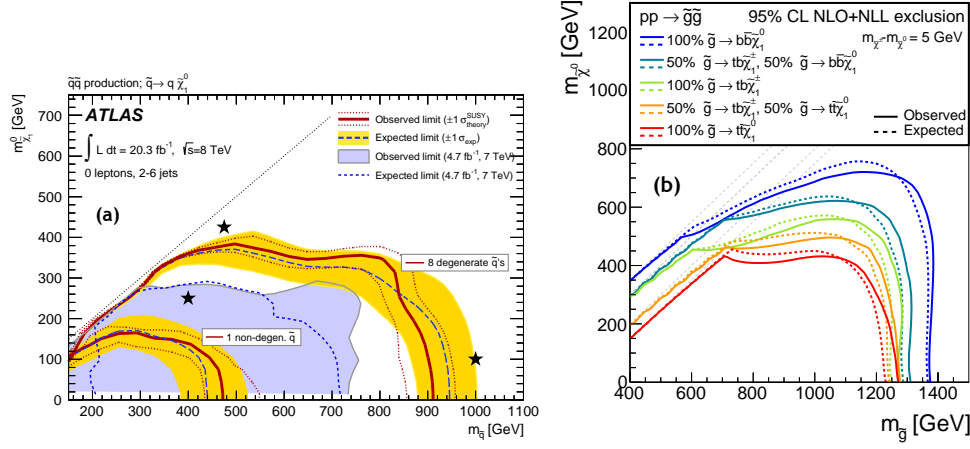 q̃q̃ production; q̃→ q χ̃₁⁰
ATLAS
∫ L dt = 20.3 fb⁻¹, √s=8 TeV
0 leptons, 2-6 jets
Observed limit (±1 σ_theory^SUSY)
Expected limit (±1 σ_exp)
Observed limit (4.7 fb⁻¹, 7 TeV)
Expected limit (4.7 fb⁻¹, 7 TeV)
(a)
8 degenerate q̃'s
1 non-degen. q̃
m_χ̃₁⁰ [GeV]
700
600
500
400
300
200
100
0
200 300 400 500 600 700 800 900 1000 1100
m_q̃ [GeV]
pp → g̃g̃ 95% CL NLO+NLL exclusion
m_χ̃±-m_χ̃⁰ = 5 GeV
100% g̃→ bb̄χ̃₁⁰
50% g̃→ tbχ̃₁±, 50% g̃→ bb̄χ̃₁⁰
100% g̃→ tbχ̃₁±
50% g̃→ tbχ̃₁±, 50% g̃→ tt̄χ̃₁⁰
100% g̃→ tt̄χ̃₁⁰
Observed
Expected
(b)
m_χ̃⁰ [GeV]
1200
1000
800
600
400
200
0
400 600 800 1000 1200 1400
m_g̃ [GeV]